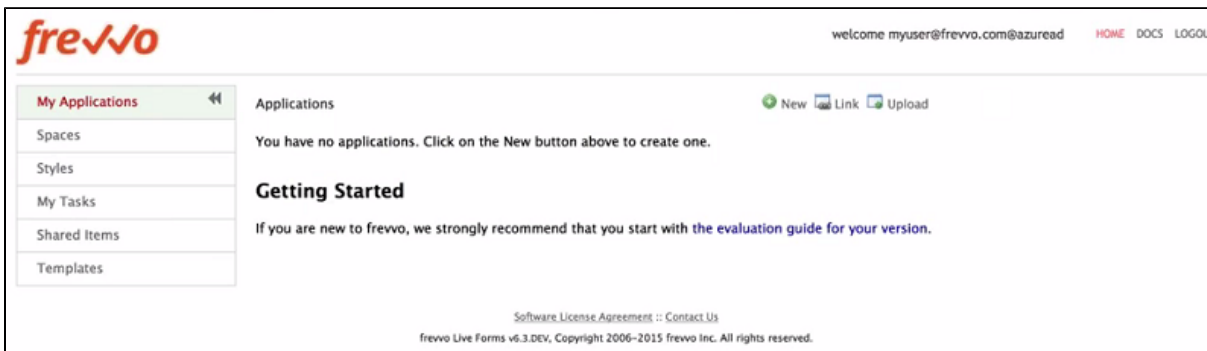 frevvo
welcome myuser@frevvo.com@azuread HOME DOCS
My Applications
Spaces
Styles
My Tasks
Shared Items
Templates
Applications
New Link Upload
You have no applications. Click on the New button above to create one.
Getting Started
If you are new to frevvo, we strongly recommend that you start with the evaluation guide for your version.
Software License Agreement :: Contact Us
frevvo Live Forms v6.3.DEV, Copyright 2006-2015 frevvo Inc. All rights reserved.